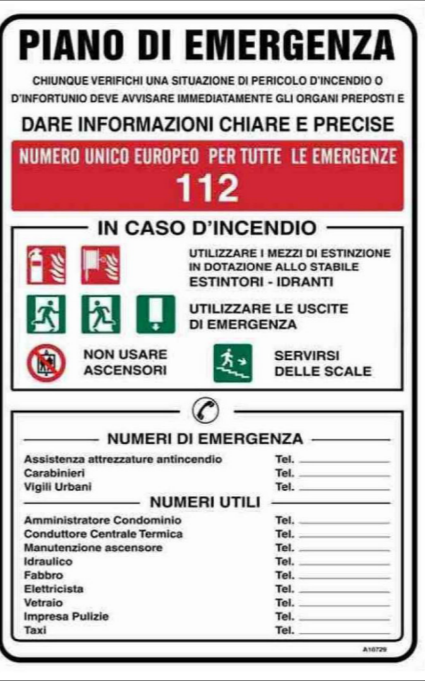 PIANO DI EMERGENZA
CHIUNQUE VERIFICHI UNA SITUAZIONE DI PERICOLO D'INCENDIO O
D'INFORTUNIO DEVE AVVISARE IMMEDIATAMENTE GLI ORGANI PREPOSTI E
DARE INFORMAZIONI CHIARE E PRECISE
NUMERO UNICO EUROPEO PER TUTTE LE EMERGENZE
112
IN CASO D'INCENDIO
UTILIZZARE I MEZZI DI ESTINZIONE
IN DOTAZIONE ALLO STABILE
ESTINTORI - IDRANTI
UTILIZZARE LE USCITE
DI EMERGENZA
NON USARE
ASCENSORI
SERVIRSI
DELLE SCALE
NUMERI DI EMERGENZA
Assistenza attrezzature antincendio Tel.
Carabinieri Tel.
Vigili Urbani Tel.
NUMERI UTILI
Amministratore Condominio Tel.
Conduttore Centrale Termica Tel.
Manutenzione ascensore Tel.
Idraulico Tel.
Fabbro Tel.
Elettricista Tel.
Vetraio Tel.
Impresa Pulizie Tel.
Taxi Tel.
A10729